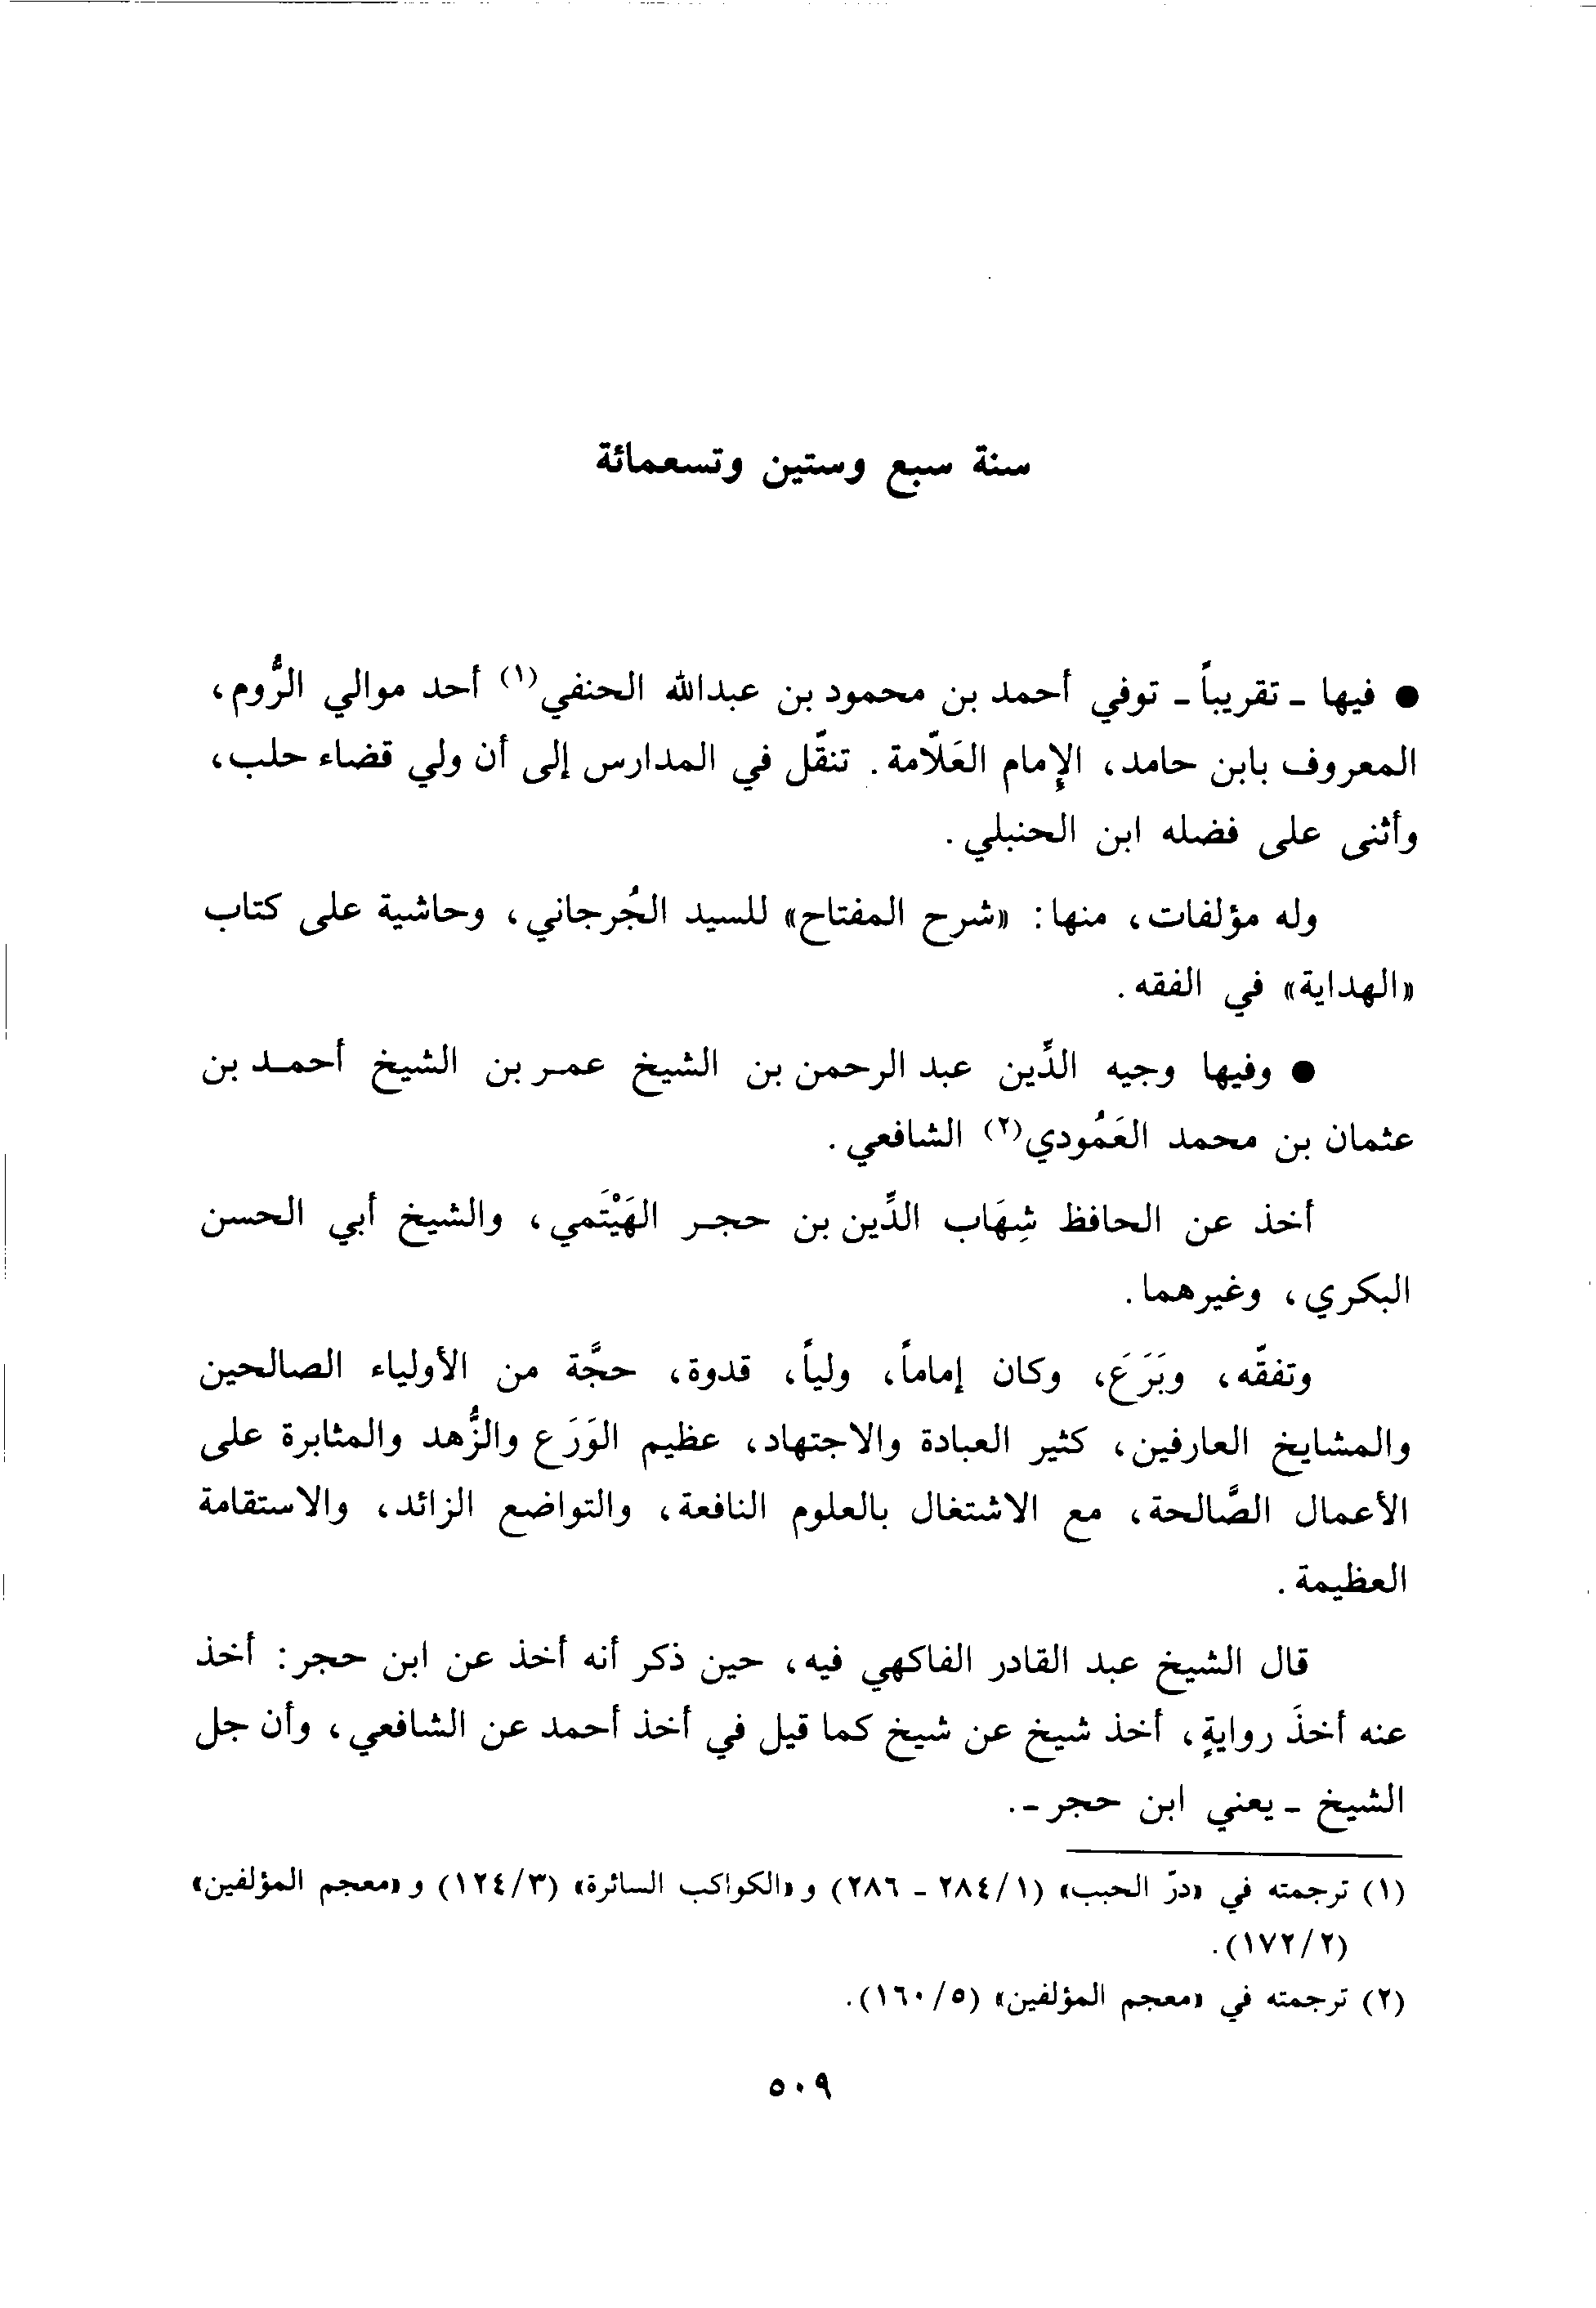 سنة سبع وستين وتسعمائة
● فيها ـ تقريباً ـ توفي أحمد بن محمود بن عبدالله الحنفي(١) أحد موالي الرُّوم،
المعروف بابن حامد، الإمام العَلاَّمة. تنقَّل في المدارس إلى أن ولي قضاء حلب،
وأثنى على فضله ابن الحنبلي.
وله مؤلفات، منها: «شرح المفتاح» للسيد الجُرجاني، وحاشية على كتاب
«الهداية» في الفقه.
● وفيها وجيه الدِّين عبد الرحمن بن الشيخ عمر بن الشيخ أحمد بن
عثمان بن محمد العَمُودي(٢) الشافعي.
أخذ عن الحافظ شِهَاب الدِّين بن حجر الهَيْتَمي، والشيخ أبي الحسن
البكري، وغيرهما.
وتفقَّه، وبَرَعَ، وكان إماماً، ولياً، قدوة، حجَّة من الأولياء الصالحين
والمشايخ العارفين، كثير العبادة والاجتهاد، عظيم الوَرَع والزُّهد والمثابرة على
الأعمال الصَّالحة، مع الاشتغال بالعلوم النافعة، والتواضع الزائد، والاستقامة
العظيمة.
قال الشيخ عبد القادر الفاكهي فيه، حين ذكر أنه أخذ عن ابن حجر: أخذ
عنه أخذَ روايةٍ، أخذ شيخ عن شيخ كما قيل في أخذ أحمد عن الشافعي، وأن جل
الشيخ ـ يعني ابن حجر ـ.
(١) ترجمته في «درّ الحبب» (١/٢٨٤ - ٢٨٦) و «الكواكب السائرة» (٣/١٢٤) و «معجم المؤلفين»
(٢/١٧٢).
(٢) ترجمته في «معجم المؤلفين» (٥/١٦٠).
٥٠٩